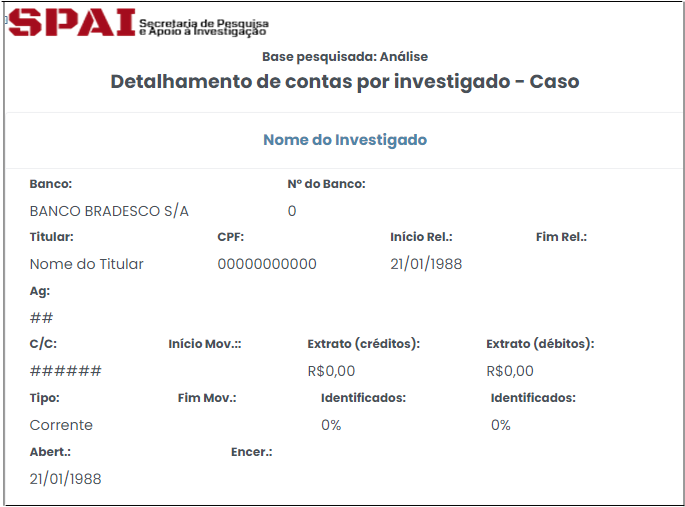 SPAI Secretaria de Pesquisa
e Apoio à Investigação
Base pesquisada: Análise
Detalhamento de contas por investigado - Caso
Nome do Investigado
Banco: Nº do Banco:
BANCO BRADESCO S/A 0
Titular: CPF: Início Rel.: Fim Rel.:
Nome do Titular 00000000000 21/01/1988
Ag:
##
C/C: Início Mov.:: Extrato (créditos): Extrato (débitos):
###### R$0,00 R$0,00
Tipo: Fim Mov.: Identificados: Identificados:
Corrente 0% 0%
Abert.: Encer.:
21/01/1988